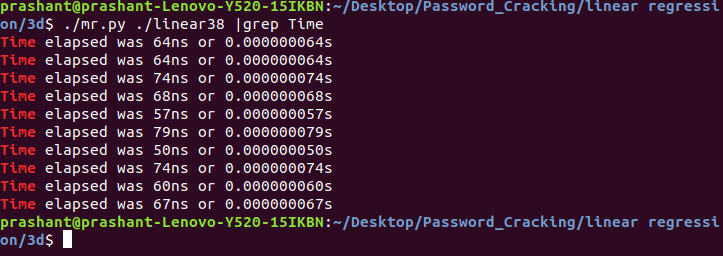 prashant@prashant-Lenovo-Y520-15IKBN:~/Desktop/Password_Cracking/linear regressi
on/3d$ ./mr.py ./linear38 |grep Time
Time elapsed was 64ns or 0.000000064s
Time elapsed was 64ns or 0.000000064s
Time elapsed was 74ns or 0.000000074s
Time elapsed was 68ns or 0.000000068s
Time elapsed was 57ns or 0.000000057s
Time elapsed was 79ns or 0.000000079s
Time elapsed was 50ns or 0.000000050s
Time elapsed was 74ns or 0.000000074s
Time elapsed was 60ns or 0.000000060s
Time elapsed was 67ns or 0.000000067s
prashant@prashant-Lenovo-Y520-15IKBN:~/Desktop/Password_Cracking/linear regressi
on/3d$